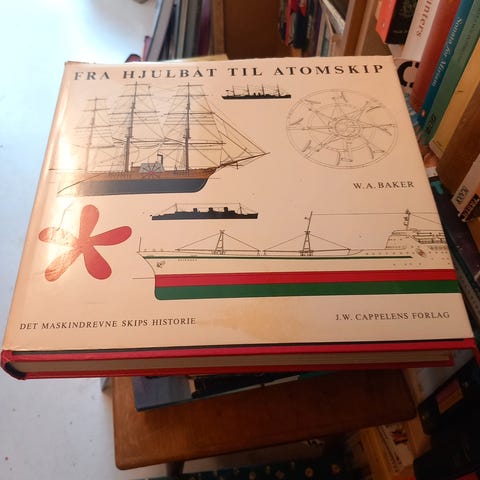 FRA HJULBÅT TIL ATOMSKIP
W. A. BAKER
DET MASKINDREVNE SKIPS HISTORIE
J.W. CAPPELENS FORLAG